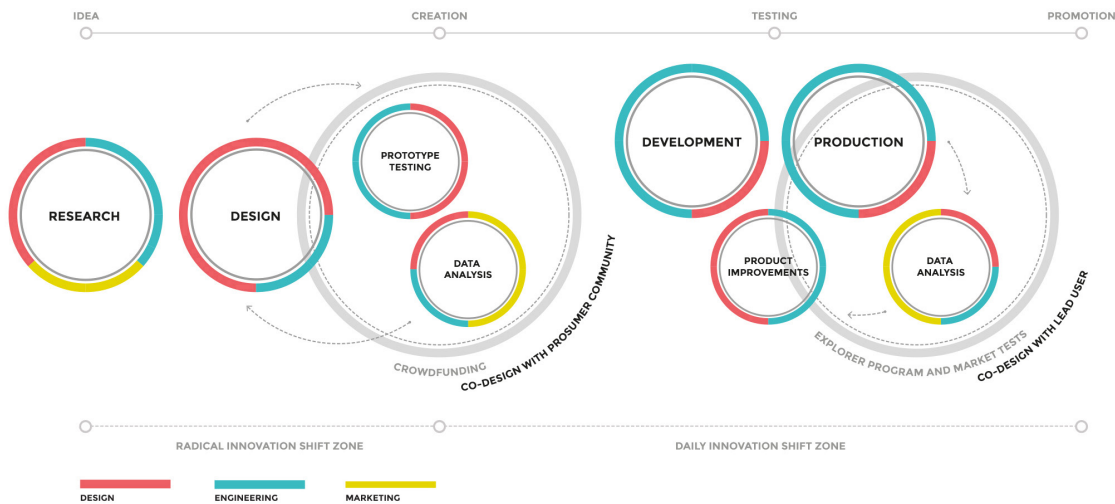 IDEA
CREATION
TESTING
PROMOTION
RESEARCH
DESIGN
PROTOTYPE
TESTING
DATA
ANALYSIS
CROWDFUNDING
CO-DESIGN WITH PROSUMER COMMUNITY
DEVELOPMENT
PRODUCTION
PRODUCT
IMPROVEMENTS
DATA
ANALYSIS
EXPLORER PROGRAM AND MARKET TESTS
CO-DESIGN WITH LEAD USER
RADICAL INNOVATION SHIFT ZONE
DAILY INNOVATION SHIFT ZONE
DESIGN
ENGINEERING
MARKETING